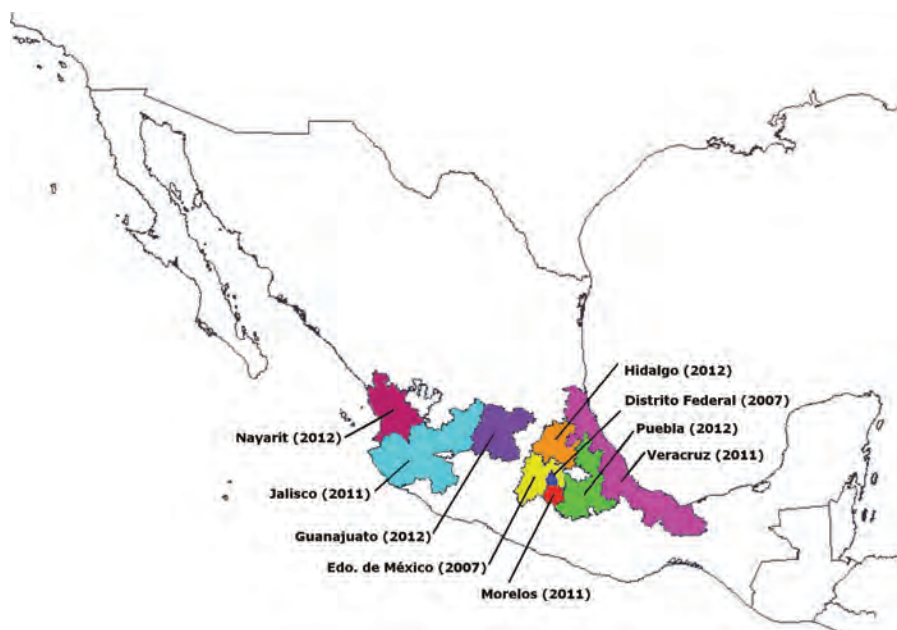 Hidalgo (2012)
Distrito Federal (2007)
Puebla (2012)
Nayarit (2012)
Veracruz (2011)
Jalisco (2011)
Guanajuato (2012)
Edo. de México (2007)
Morelos (2011)